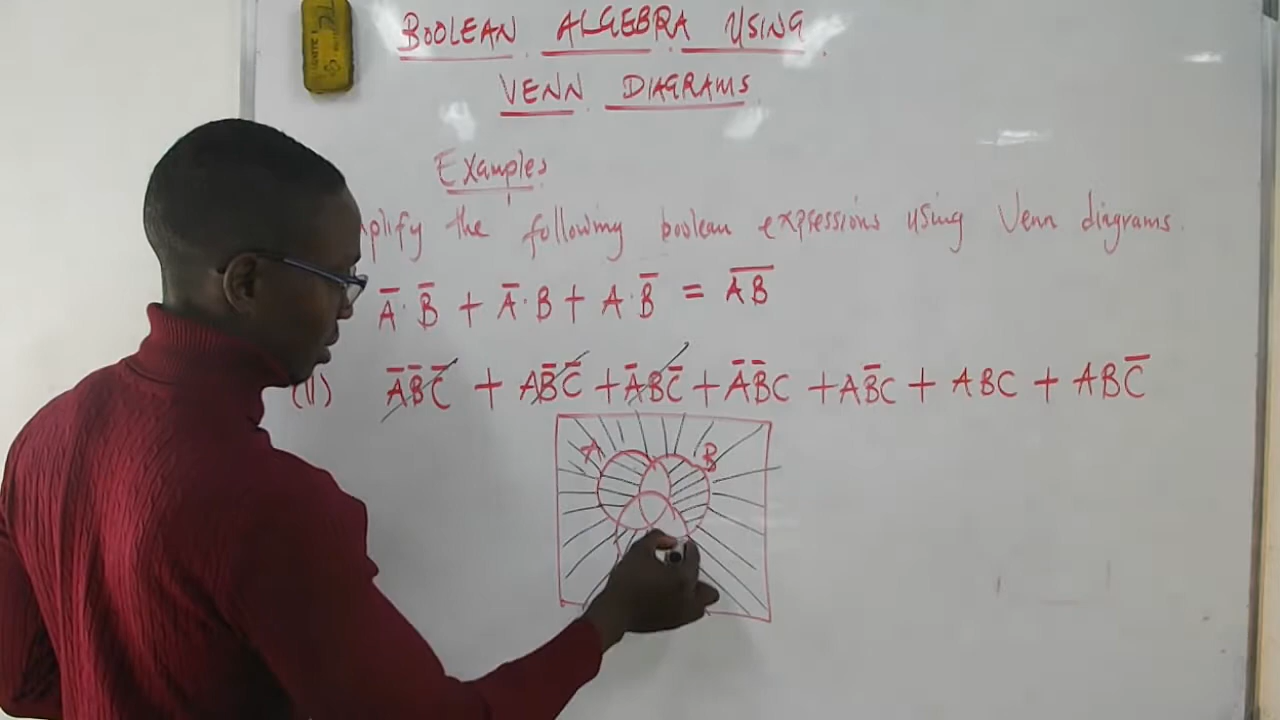 BOOLEAN ALGEBRA USING
VENN DIAGRAMS
Examples
plify the following boolean expressions using Venn diagrams.
A̅·B̅ + A̅·B + A·B̅ = A̅B̅
(II) A̅B̅C̅ + AB̅C̅ + A̅BC̅ + A̅B̅C + AB̅C + ABC + ABC̅
A B